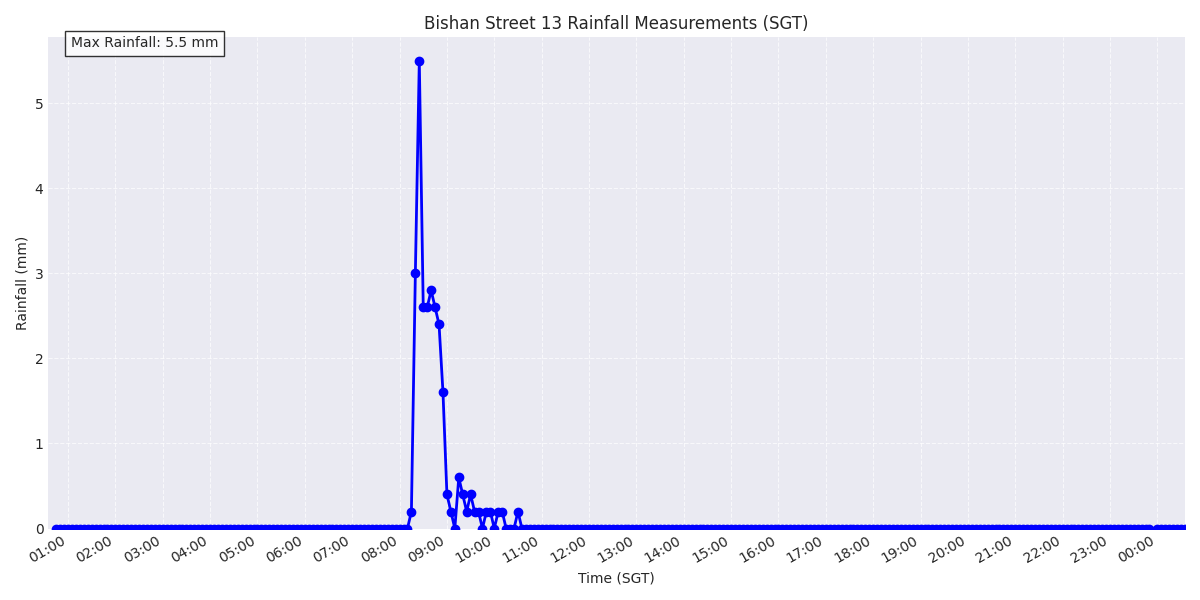 Bishan Street 13 Rainfall Measurements (SGT)
Max Rainfall: 5.5 mm
Rainfall (mm)
5
4
3
2
1
0
01:00 02:00 03:00 04:00 05:00 06:00 07:00 08:00 09:00 10:00 11:00 12:00 13:00 14:00 15:00 16:00 17:00 18:00 19:00 20:00 21:00 22:00 23:00 00:00
Time (SGT)